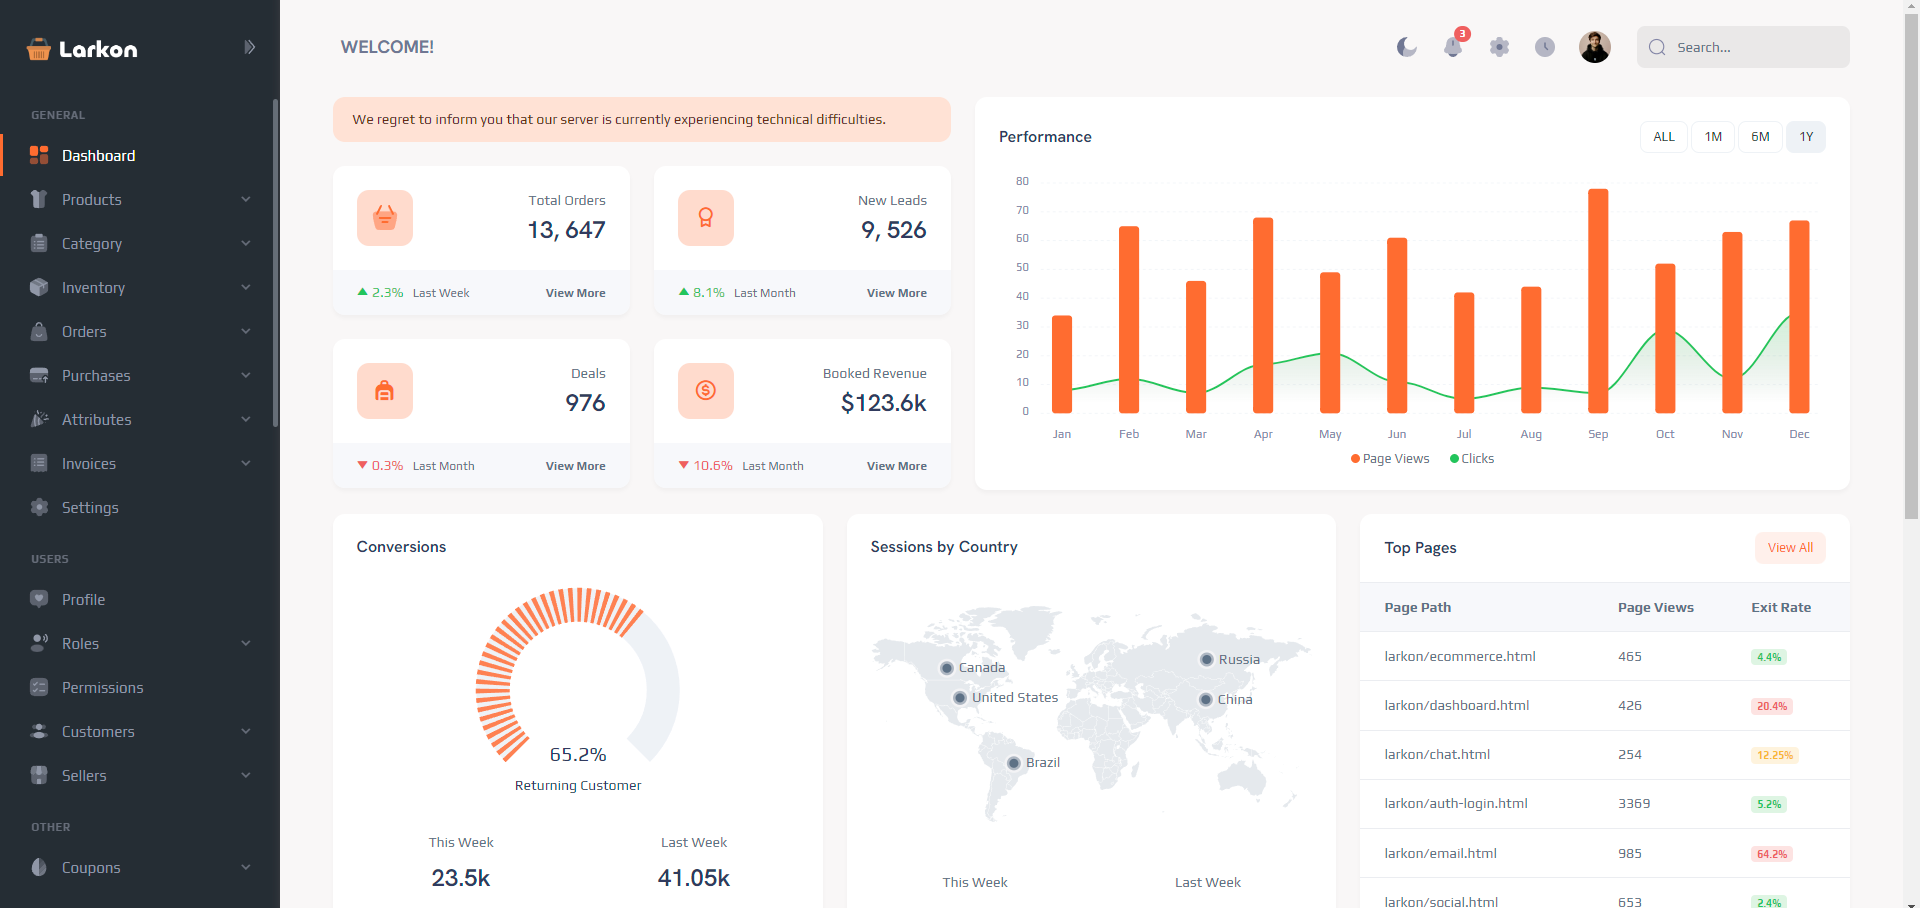 Larkon
GENERAL
Dashboard
Products
Category
Inventory
Orders
Purchases
Attributes
Invoices
Settings
USERS
Profile
Roles
Permissions
Customers
Sellers
OTHER
Coupons
WELCOME!
3
Search...
We regret to inform you that our server is currently experiencing technical difficulties.
Total Orders
13, 647
2.3% Last Week View More
New Leads
9, 526
8.1% Last Month View More
Deals
976
0.3% Last Month View More
Booked Revenue
$123.6k
10.6% Last Month View More
Performance
ALL 1M 6M 1Y
80
70
60
50
40
30
20
10
0
Jan Feb Mar Apr May Jun Jul Aug Sep Oct Nov Dec
Page Views Clicks
Conversions
65.2%
Returning Customer
This Week Last Week
23.5k 41.05k
Sessions by Country
Canada
Russia
United States
China
Brazil
This Week Last Week
Top Pages View All
Page Path Page Views Exit Rate
larkon/ecommerce.html 465 4.4%
larkon/dashboard.html 426 20.4%
larkon/chat.html 254 12.25%
larkon/auth-login.html 3369 5.2%
larkon/email.html 985 64.2%
larkon/social.html 653 2.4%